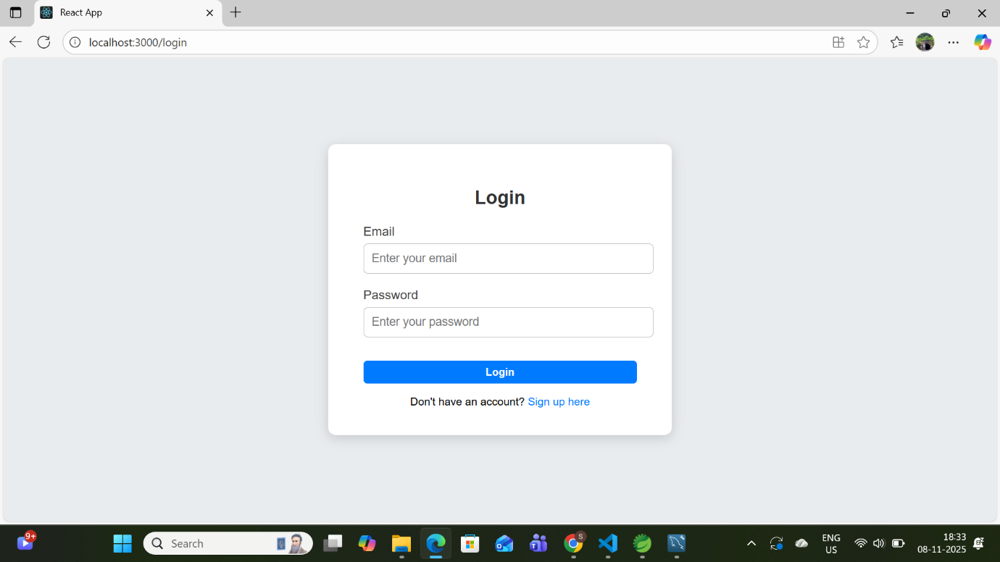 React App
localhost:3000/login
Login
Email
Enter your email
Password
Enter your password
Login
Don't have an account? Sign up here
9+
Search
S
ENG
US
18:33
08-11-2025